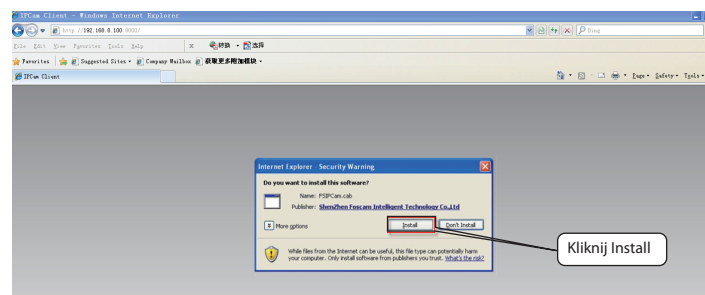 IPCam Client - Windows Internet Explorer
http://192.168.8.100:8000/
Bing
File Edit View Favorites Tools Help x 转换 选择
Favorites Suggested Sites Company Mailbox 获取更多附加模块
IPCam Client
Page Safety Tools
Internet Explorer - Security Warning
Do you want to install this software?
Name: FSIPCam.cab
Publisher: ShenZhen Foscam Intelligent Technology Co.,Ltd
More options
Install
Don't Install
Kliknij Install
While files from the Internet can be useful, this file type can potentially harm
your computer. Only install software from publishers you trust. What's the risk?